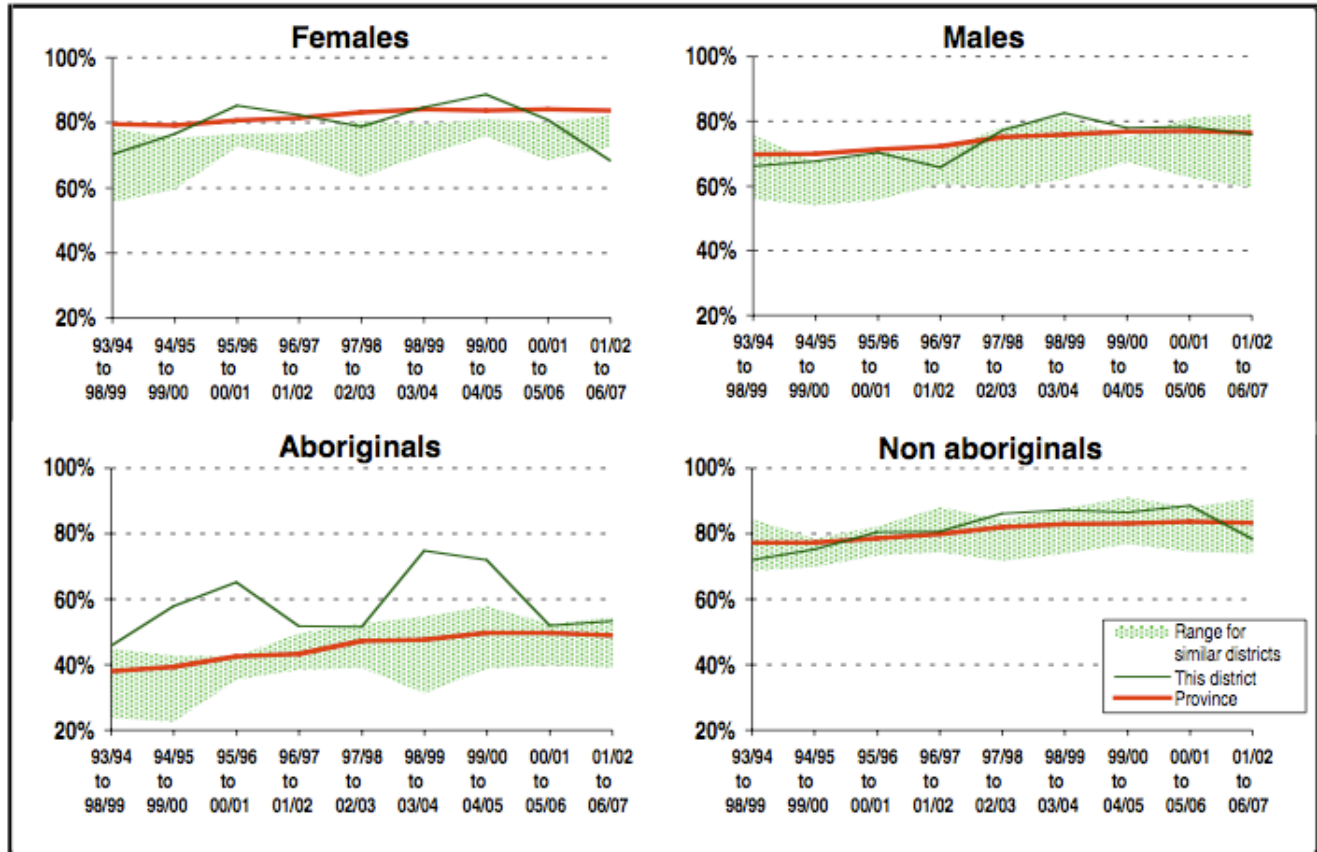 Females
100%
80%
60%
40%
20%
93/94 94/95 95/96 96/97 97/98 98/99 99/00 00/01 01/02
to to to to to to to to to
98/99 99/00 00/01 01/02 02/03 03/04 04/05 05/06 06/07
Males
100%
80%
60%
40%
20%
93/94 94/95 95/96 96/97 97/98 98/99 99/00 00/01 01/02
to to to to to to to to to
98/99 99/00 00/01 01/02 02/03 03/04 04/05 05/06 06/07
Aboriginals
100%
80%
60%
40%
20%
93/94 94/95 95/96 96/97 97/98 98/99 99/00 00/01 01/02
to to to to to to to to to
98/99 99/00 00/01 01/02 02/03 03/04 04/05 05/06 06/07
Non aboriginals
100%
80%
60%
40%
20%
Range for
similar districts
This district
Province
93/94 94/95 95/96 96/97 97/98 98/99 99/00 00/01 01/02
to to to to to to to to to
98/99 99/00 00/01 01/02 02/03 03/04 04/05 05/06 06/07